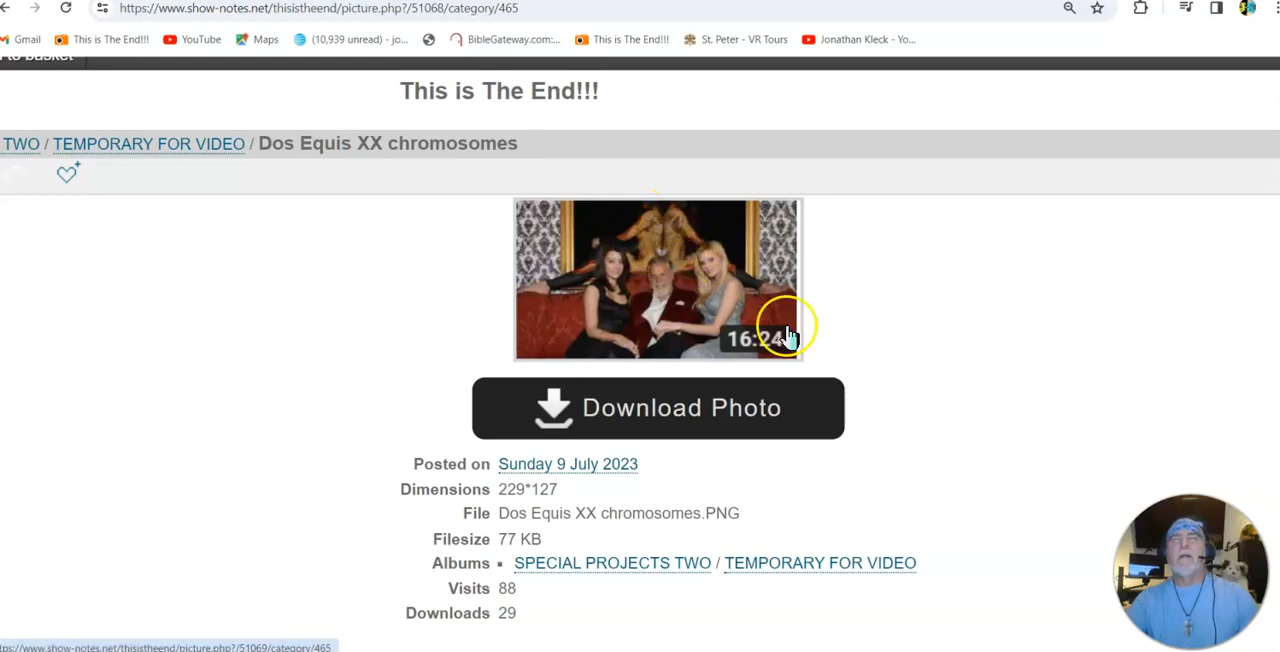 https://www.show-notes.net/thisistheend/picture.php?/51068/category/465
Gmail This is The End!!! YouTube Maps (10,939 unread) - jo... BibleGateway.com:... This is The End!!! St. Peter - VR Tours Jonathan Kleck - Yo...
to basket
This is The End!!!
TWO / TEMPORARY FOR VIDEO / Dos Equis XX chromosomes
16:24
Download Photo
Posted on Sunday 9 July 2023
Dimensions 229*127
File Dos Equis XX chromosomes.PNG
Filesize 77 KB
Albums ▪ SPECIAL PROJECTS TWO / TEMPORARY FOR VIDEO
Visits 88
Downloads 29
tps://www.show-notes.net/thisistheend/picture.php?/51069/category/465